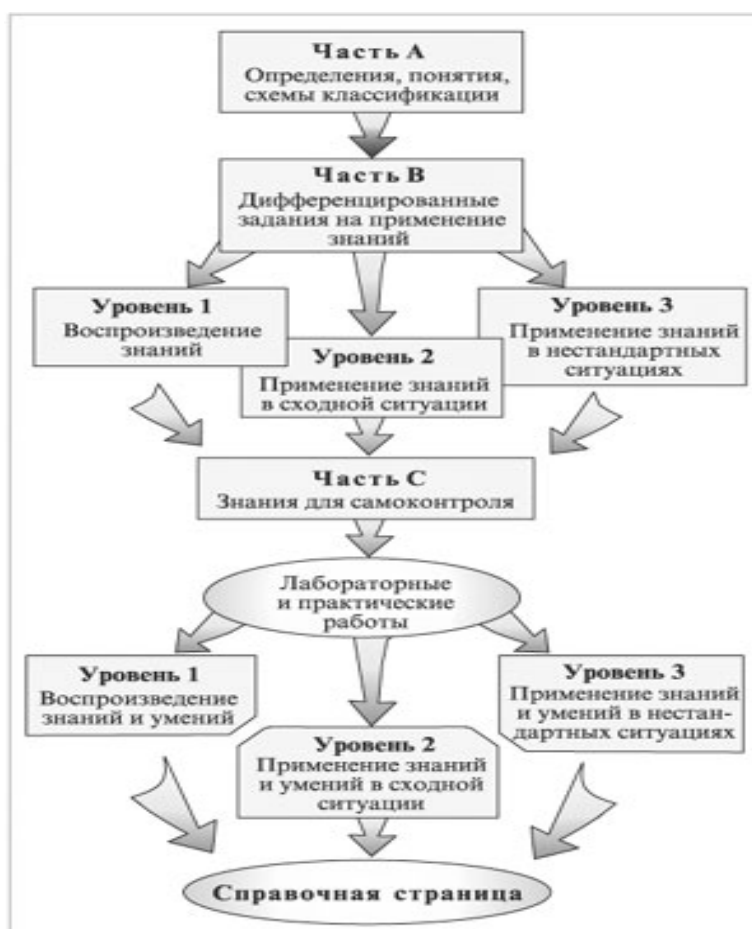 Часть А
Определения, понятия,
схемы классификации
Часть В
Дифференцированные
задания на применение
знаний
Уровень 1
Воспроизведение
знаний
Уровень 2
Применение знаний
в сходной ситуации
Уровень 3
Применение знаний
в нестандартных
ситуациях
Часть С
Знания для самоконтроля
Лабораторные
и практические
работы
Уровень 1
Воспроизведение
знаний и умений
Уровень 2
Применение знаний
и умений в сходной
ситуации
Уровень 3
Применение знаний
и умений в нестан-
дартных ситуациях
Справочная страница